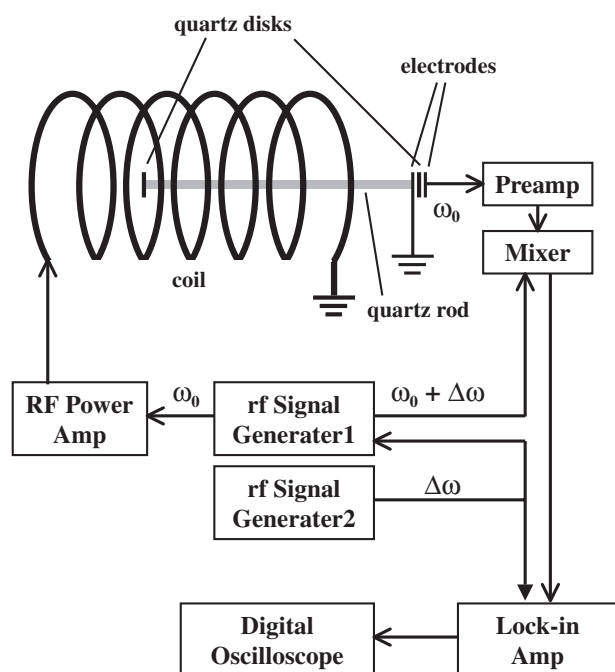 quartz disks
electrodes
ω₀
Preamp
Mixer
coil
quartz rod
RF Power
Amp
ω₀
rf Signal
Generater1
ω₀ + Δω
rf Signal
Generater2
Δω
Digital
Oscilloscope
Lock-in
Amp